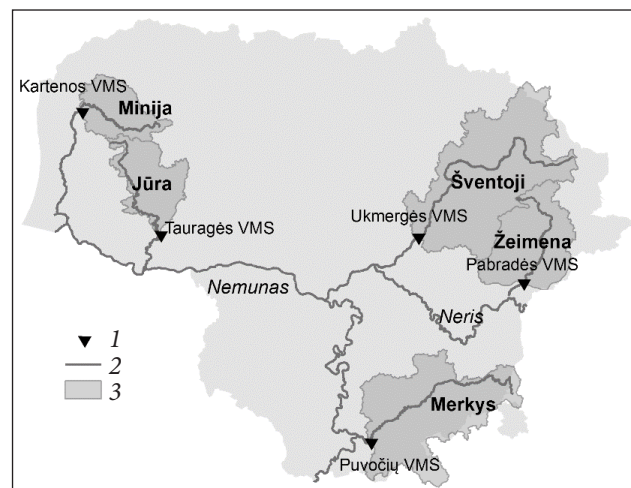 Kartenos VMS
Minija
Jūra
Tauragės VMS
Šventoji
Ukmergės VMS
Žeimena
Pabradės VMS
Nemunas
Neris
1
2
3
Merkys
Puvočių VMS